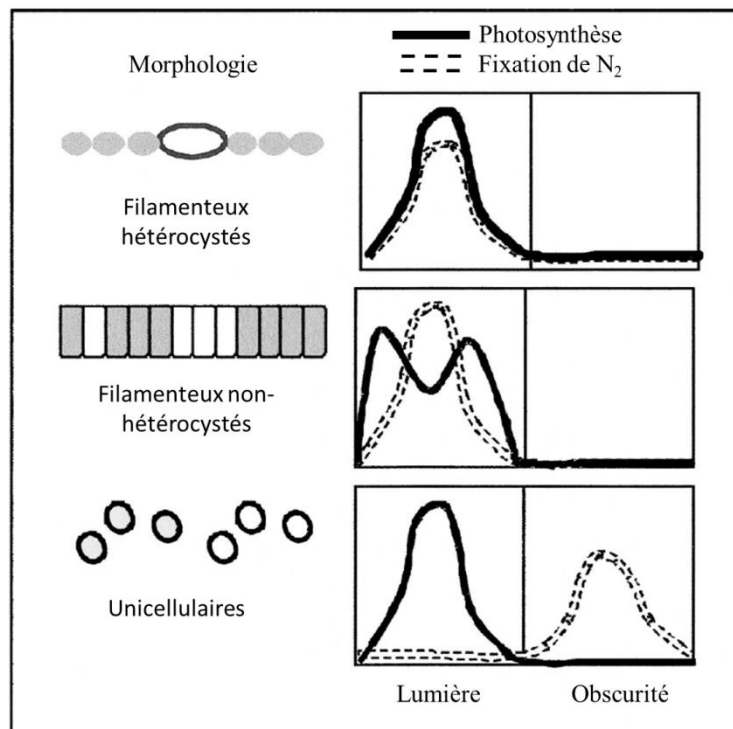 Photosynthèse
Morphologie
Fixation de N₂
Filamenteux
hétérocystés
Filamenteux non-
hétérocystés
Unicellulaires
Lumière
Obscurité